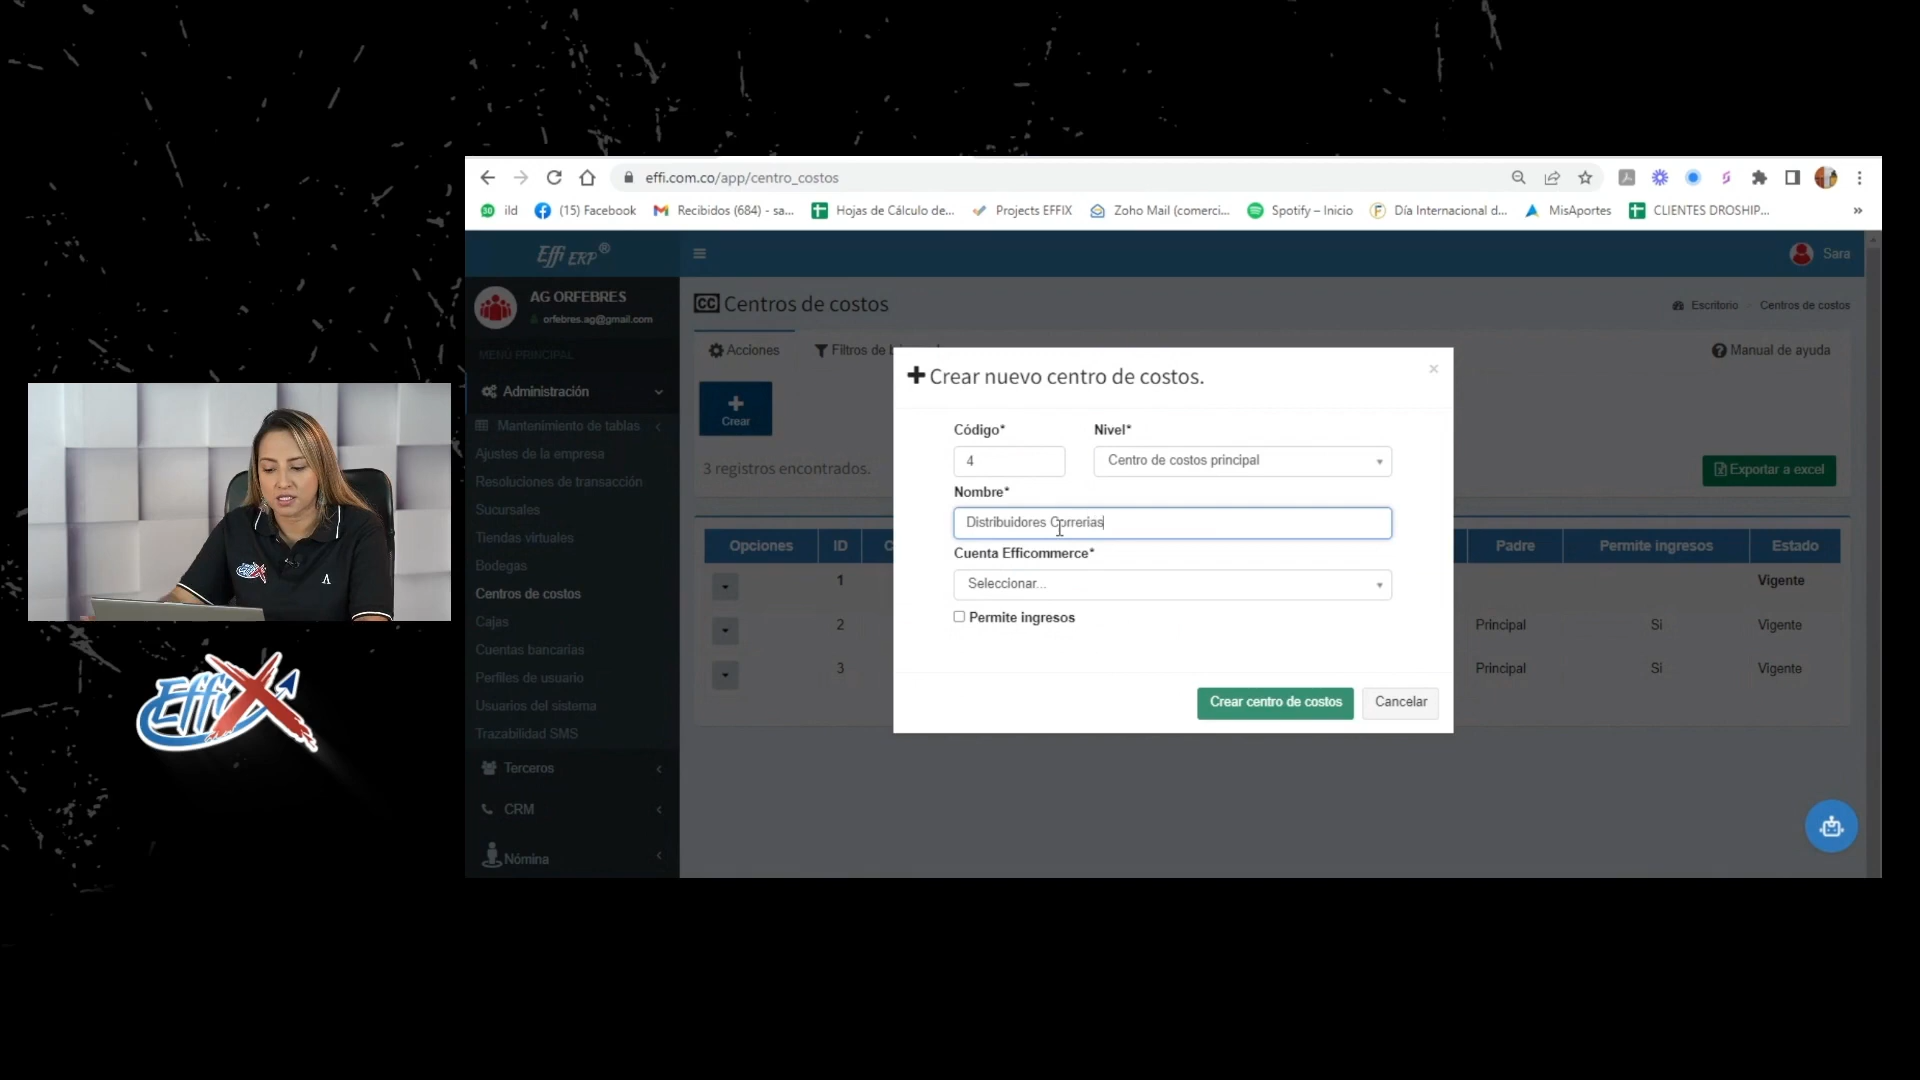 effi.com.co/app/centro_costos
ild
(15) Facebook
Recibidos (684) - sa...
Hojas de Cálculo de...
Projects EFFIX
Zoho Mail (comerci...
Spotify – Inicio
Día Internacional d...
MisAportes
CLIENTES DROSHIP...
»
Effi ERP®
Sara
AG ORFEBRES
orfebres.ag@gmail.com
MENÚ PRINCIPAL
Administración
Mantenimiento de tablas
Ajustes de la empresa
Resoluciones de transacción
Sucursales
Tiendas virtuales
Bodegas
Centros de costos
Cajas
Cuentas bancarias
Perfiles de usuario
Usuarios del sistema
Trazabilidad SMS
Terceros
CRM
Nómina
CC Centros de costos
Escritorio
Centros de costos
Acciones
Filtros de
Manual de ayuda
Crear
3 registros encontrados.
Exportar a excel
Opciones
ID
Padre
Permite ingresos
Estado
1
Vigente
2
Principal
Si
Vigente
3
Principal
Si
Vigente
Crear nuevo centro de costos.
×
Código*
Nivel*
4
Centro de costos principal
Nombre*
Distribuidores Correrias
Cuenta Efficommerce*
Seleccionar...
Permite ingresos
Crear centro de costos
Cancelar
EffiX